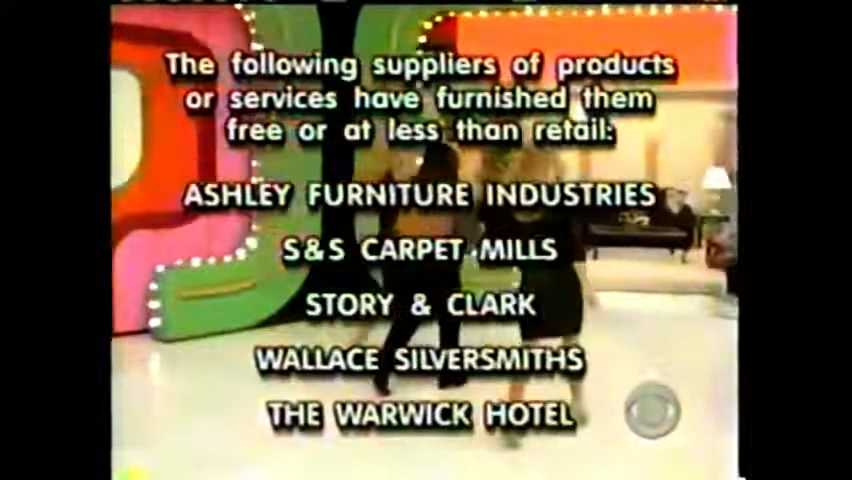 The following suppliers of products
or services have furnished them
free or at less than retail:
ASHLEY FURNITURE INDUSTRIES
S&S CARPET MILLS
STORY & CLARK
WALLACE SILVERSMITHS
THE WARWICK HOTEL